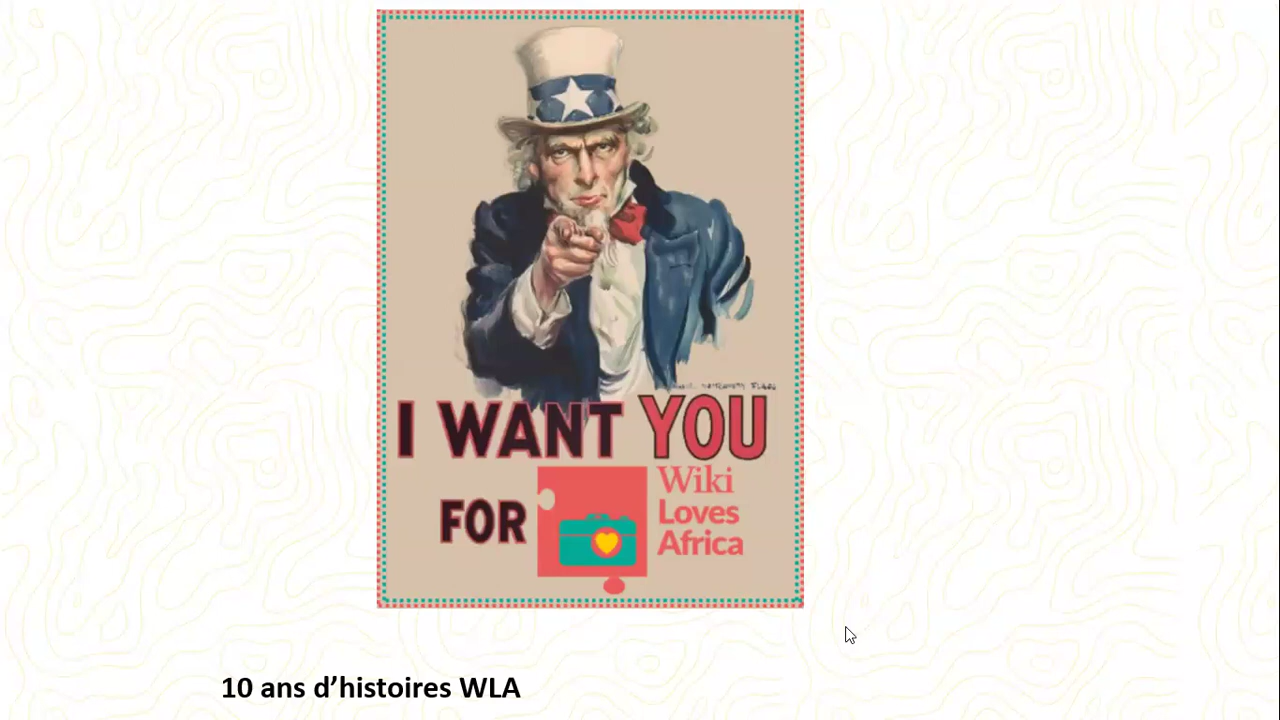 I WANT YOU
FOR
Wiki
Loves
Africa
10 ans d’histoires WLA